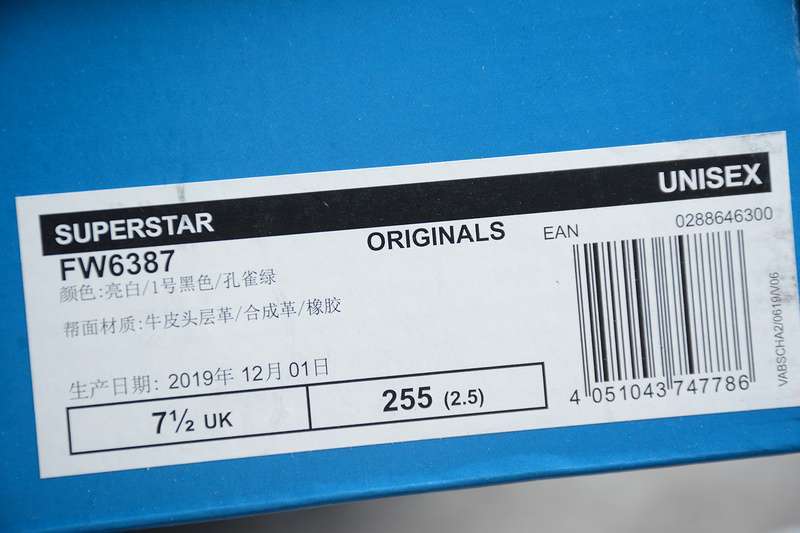 SUPERSTAR
UNISEX
FW6387
ORIGINALS
EAN
0288646300
颜色:亮白/1号黑色/孔雀绿
帮面材质:牛皮头层革/合成革/橡胶
生产日期: 2019年 12月 01日
7½ UK
255 (2.5)
4 051043 747786
VABSCHA2/0619/V06